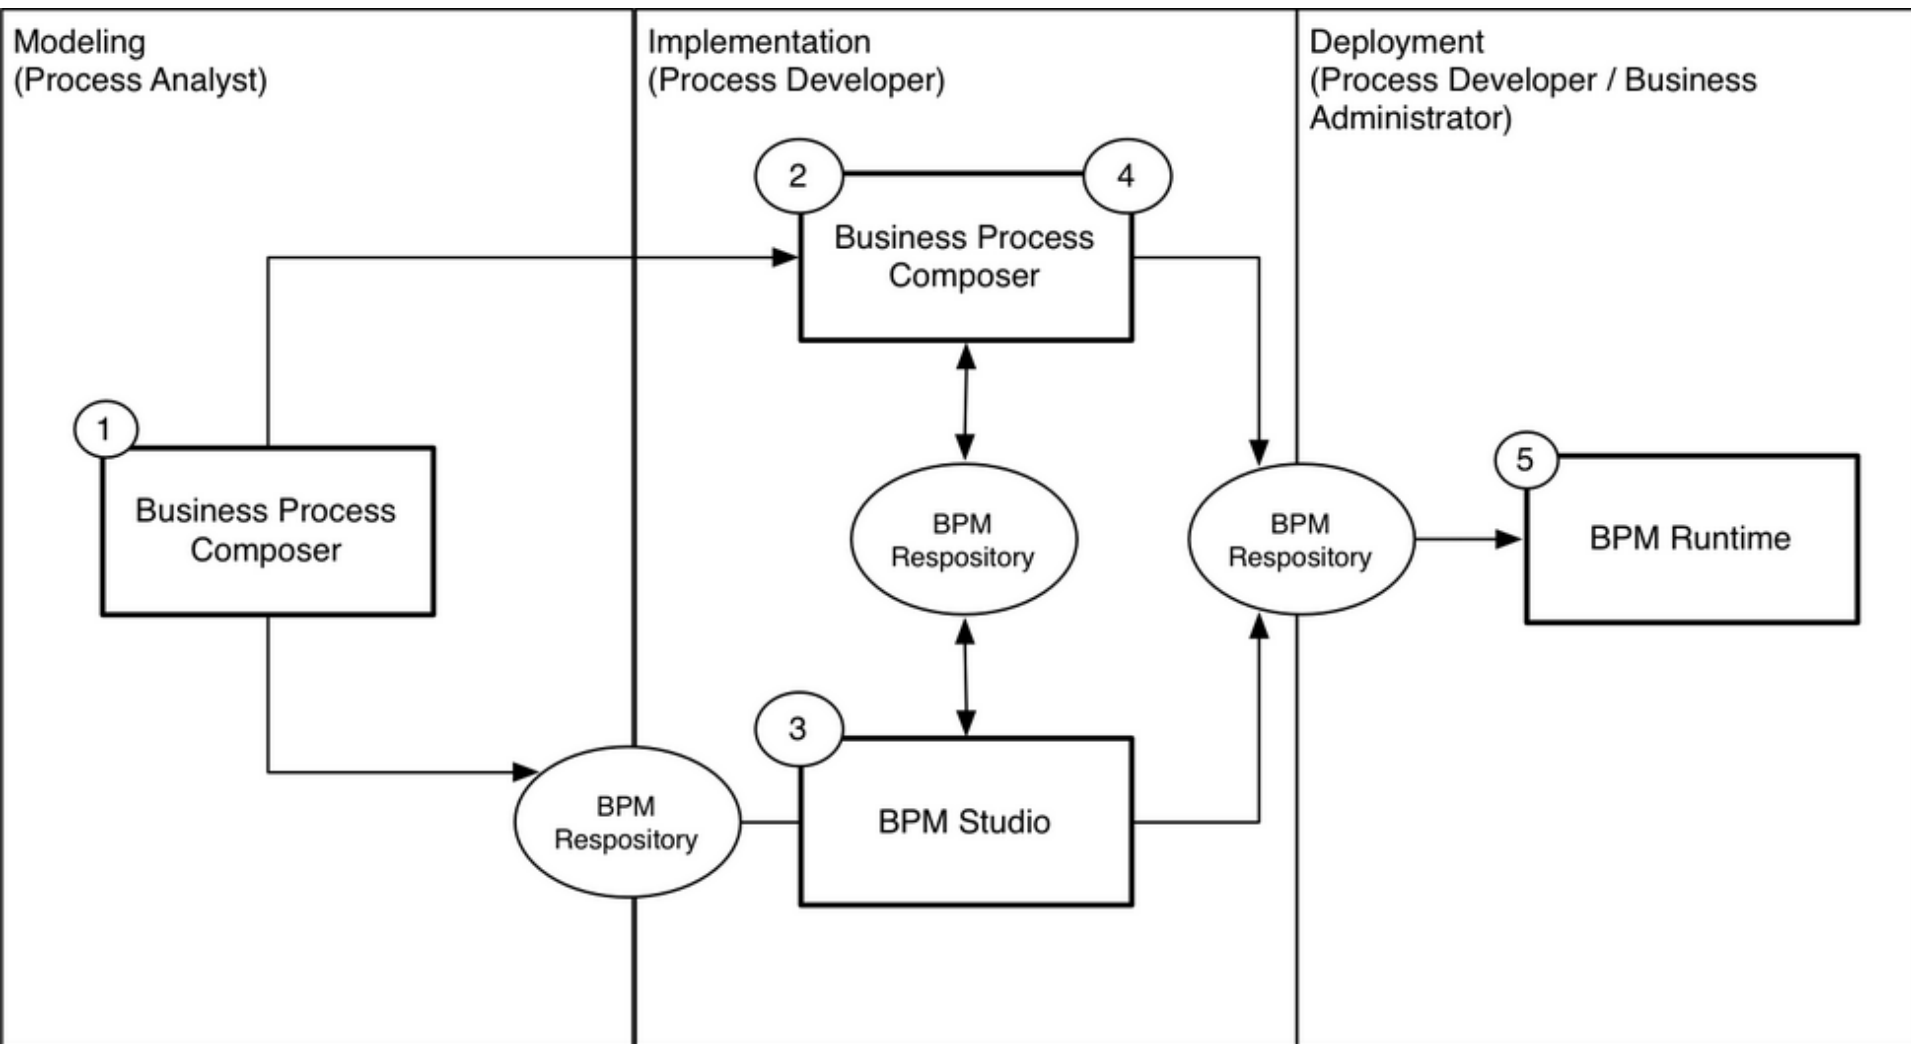 Modeling
(Process Analyst)
Implementation
(Process Developer)
Deployment
(Process Developer / Business
Administrator)
1
Business Process
Composer
2
4
Business Process
Composer
BPM
Respository
3
BPM Studio
BPM
Respository
BPM
Respository
5
BPM Runtime